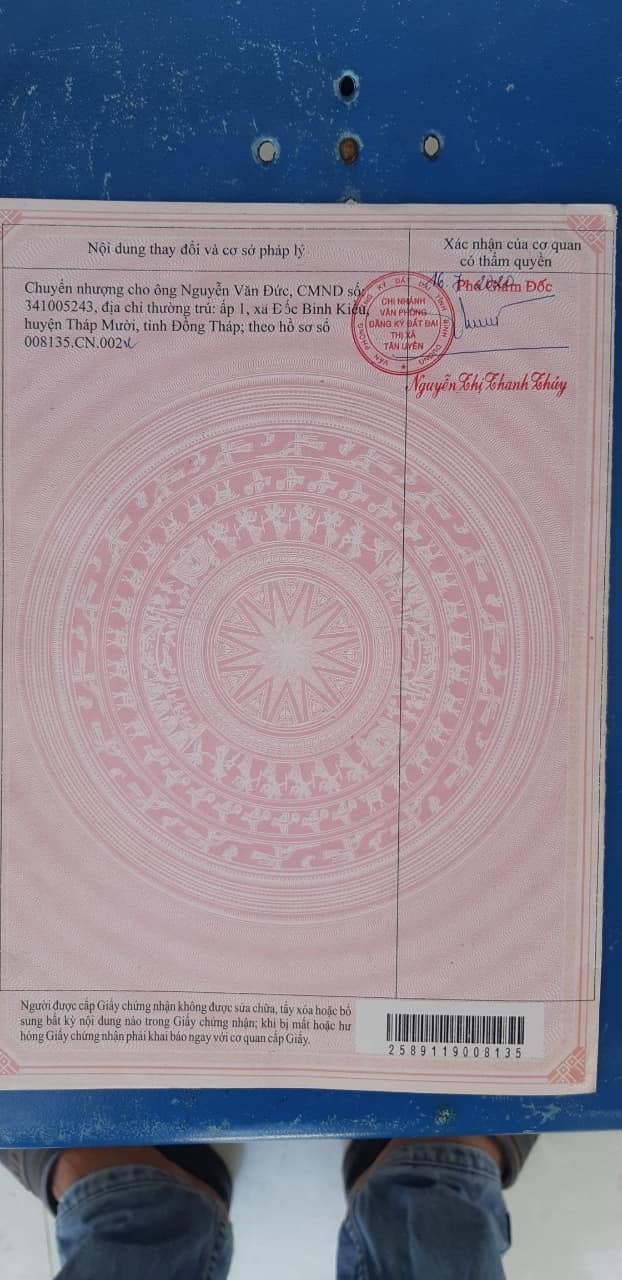 Nội dung thay đổi và cơ sở pháp lý
Xác nhận của cơ quan
có thẩm quyền
Chuyển nhượng cho ông Nguyễn Văn Đức, CMND số:
341005243, địa chỉ thường trú: ấp 1, xã Đốc Binh Kiều,
huyện Tháp Mười, tỉnh Đồng Tháp; theo hồ sơ số
008135.CN.002
16. 7. 2020
Phó Giám Đốc
CHI NHÁNH
VĂN PHÒNG
ĐĂNG KÝ ĐẤT ĐAI
THỊ XÃ
TÂN UYÊN
Nguyễn Thị Thanh Thúy
Người được cấp Giấy chứng nhận không được sửa chữa, tẩy xóa hoặc bổ
sung bất kỳ nội dung nào trong Giấy chứng nhận; khi bị mất hoặc hư
hỏng Giấy chứng nhận phải khai báo ngay với cơ quan cấp Giấy.
2589119008135